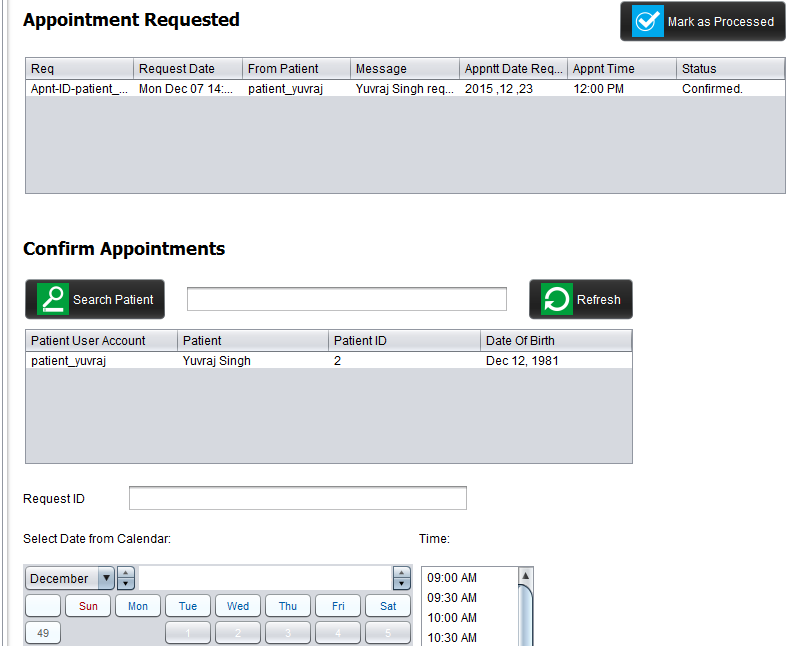 Appointment Requested
Mark as Processed
Req Request Date From Patient Message Appntt Date Req... Appnt Time Status
Apnt-ID-patient_... Mon Dec 07 14:... patient_yuvraj Yuvraj Singh req... 2015 ,12 ,23 12:00 PM Confirmed.
Confirm Appointments
Search Patient Refresh
Patient User Account Patient Patient ID Date Of Birth
patient_yuvraj Yuvraj Singh 2 Dec 12, 1981
Request ID
Select Date from Calendar: Time:
December 09:00 AM
Sun Mon Tue Wed Thu Fri Sat 09:30 AM
10:00 AM
49 1 2 3 4 5 10:30 AM